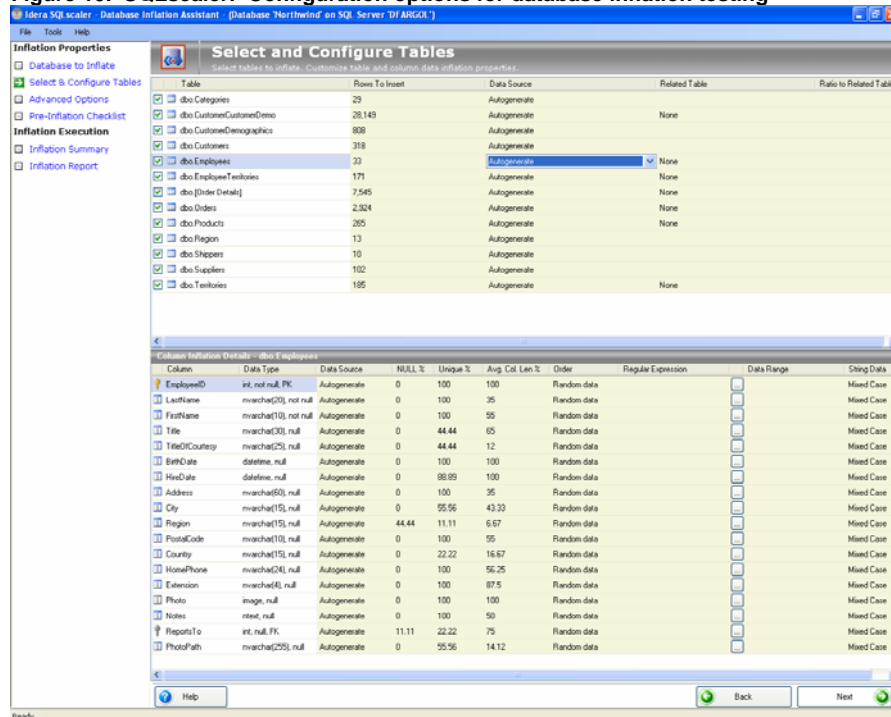 Figure 10: SQLscaler- Configuration options for database inflation testing
Idera SQLscaler - Database Inflation Assistant - (Database 'Northwind' on SQL Server 'DFARGOL')
File Tools Help
Inflation Properties
Database to Inflate
Select & Configure Tables
Advanced Options
Pre-Inflation Checklist
Inflation Execution
Inflation Summary
Inflation Report
Select and Configure Tables
Select tables to inflate. Customize table and column data inflation properties.
Table Rows To Insert Data Source Related Table Ratio to Related Tabl
dbo.Categories 29 Autogenerate
dbo.CustomerCustomerDemo 28,149 Autogenerate None
dbo.CustomerDemographics 808 Autogenerate
dbo.Customers 318 Autogenerate
dbo.Employees 33 Autogenerate None
dbo.EmployeeTerritories 171 Autogenerate None
dbo.[Order Details] 7,545 Autogenerate None
dbo.Orders 2,924 Autogenerate None
dbo.Products 265 Autogenerate None
dbo.Region 13 Autogenerate
dbo.Shippers 10 Autogenerate
dbo.Suppliers 102 Autogenerate
dbo.Territories 185 Autogenerate None
Column Inflation Details - dbo.Employees
Column Data Type Data Source NULL % Unique % Avg. Col. Len % Order Regular Expression Data Range String Data
EmployeeID int, not null, PK Autogenerate 0 100 100 Random data ... Mixed Case
LastName nvarchar(20), not null Autogenerate 0 100 35 Random data ... Mixed Case
FirstName nvarchar(10), not null Autogenerate 0 100 55 Random data ... Mixed Case
Title nvarchar(30), null Autogenerate 0 44.44 65 Random data ... Mixed Case
TitleOfCourtesy nvarchar(25), null Autogenerate 0 44.44 12 Random data ... Mixed Case
BirthDate datetime, null Autogenerate 0 100 100 Random data ... Mixed Case
HireDate datetime, null Autogenerate 0 88.89 100 Random data ... Mixed Case
Address nvarchar(60), null Autogenerate 0 100 35 Random data ... Mixed Case
City nvarchar(15), null Autogenerate 0 55.56 43.33 Random data ... Mixed Case
Region nvarchar(15), null Autogenerate 44.44 11.11 6.67 Random data ... Mixed Case
PostalCode nvarchar(10), null Autogenerate 0 100 55 Random data ... Mixed Case
Country nvarchar(15), null Autogenerate 0 22.22 16.67 Random data ... Mixed Case
HomePhone nvarchar(24), null Autogenerate 0 100 56.25 Random data ... Mixed Case
Extension nvarchar(4), null Autogenerate 0 100 87.5 Random data ... Mixed Case
Photo image, null Autogenerate 0 100 100 Random data ... Mixed Case
Notes ntext, null Autogenerate 0 100 50 Random data ... Mixed Case
ReportsTo int, null, FK Autogenerate 11.11 22.22 75 Random data ... Mixed Case
PhotoPath nvarchar(255), null Autogenerate 0 55.56 14.12 Random data ... Mixed Case
Help Back Next
Ready